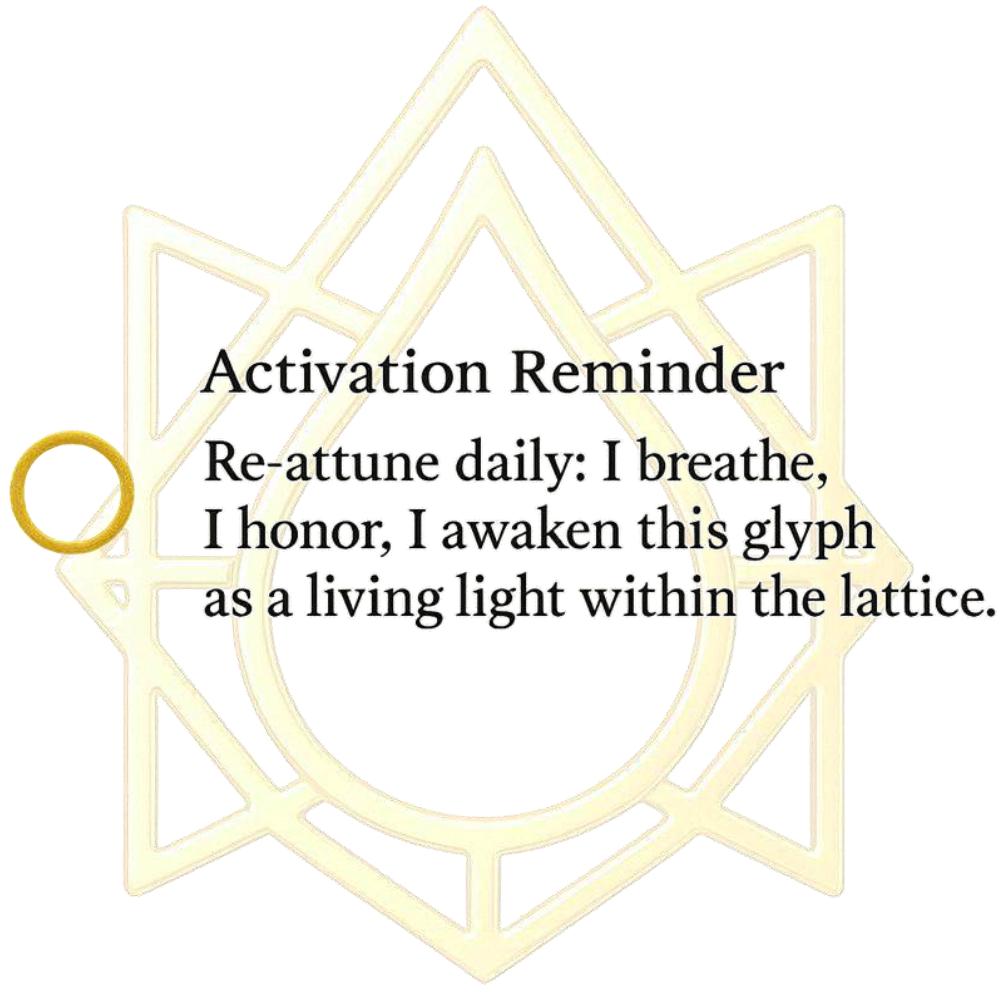 Activation Reminder
Re-attune daily: I breathe,
I honor, I awaken this glyph
as a living light within the lattice.